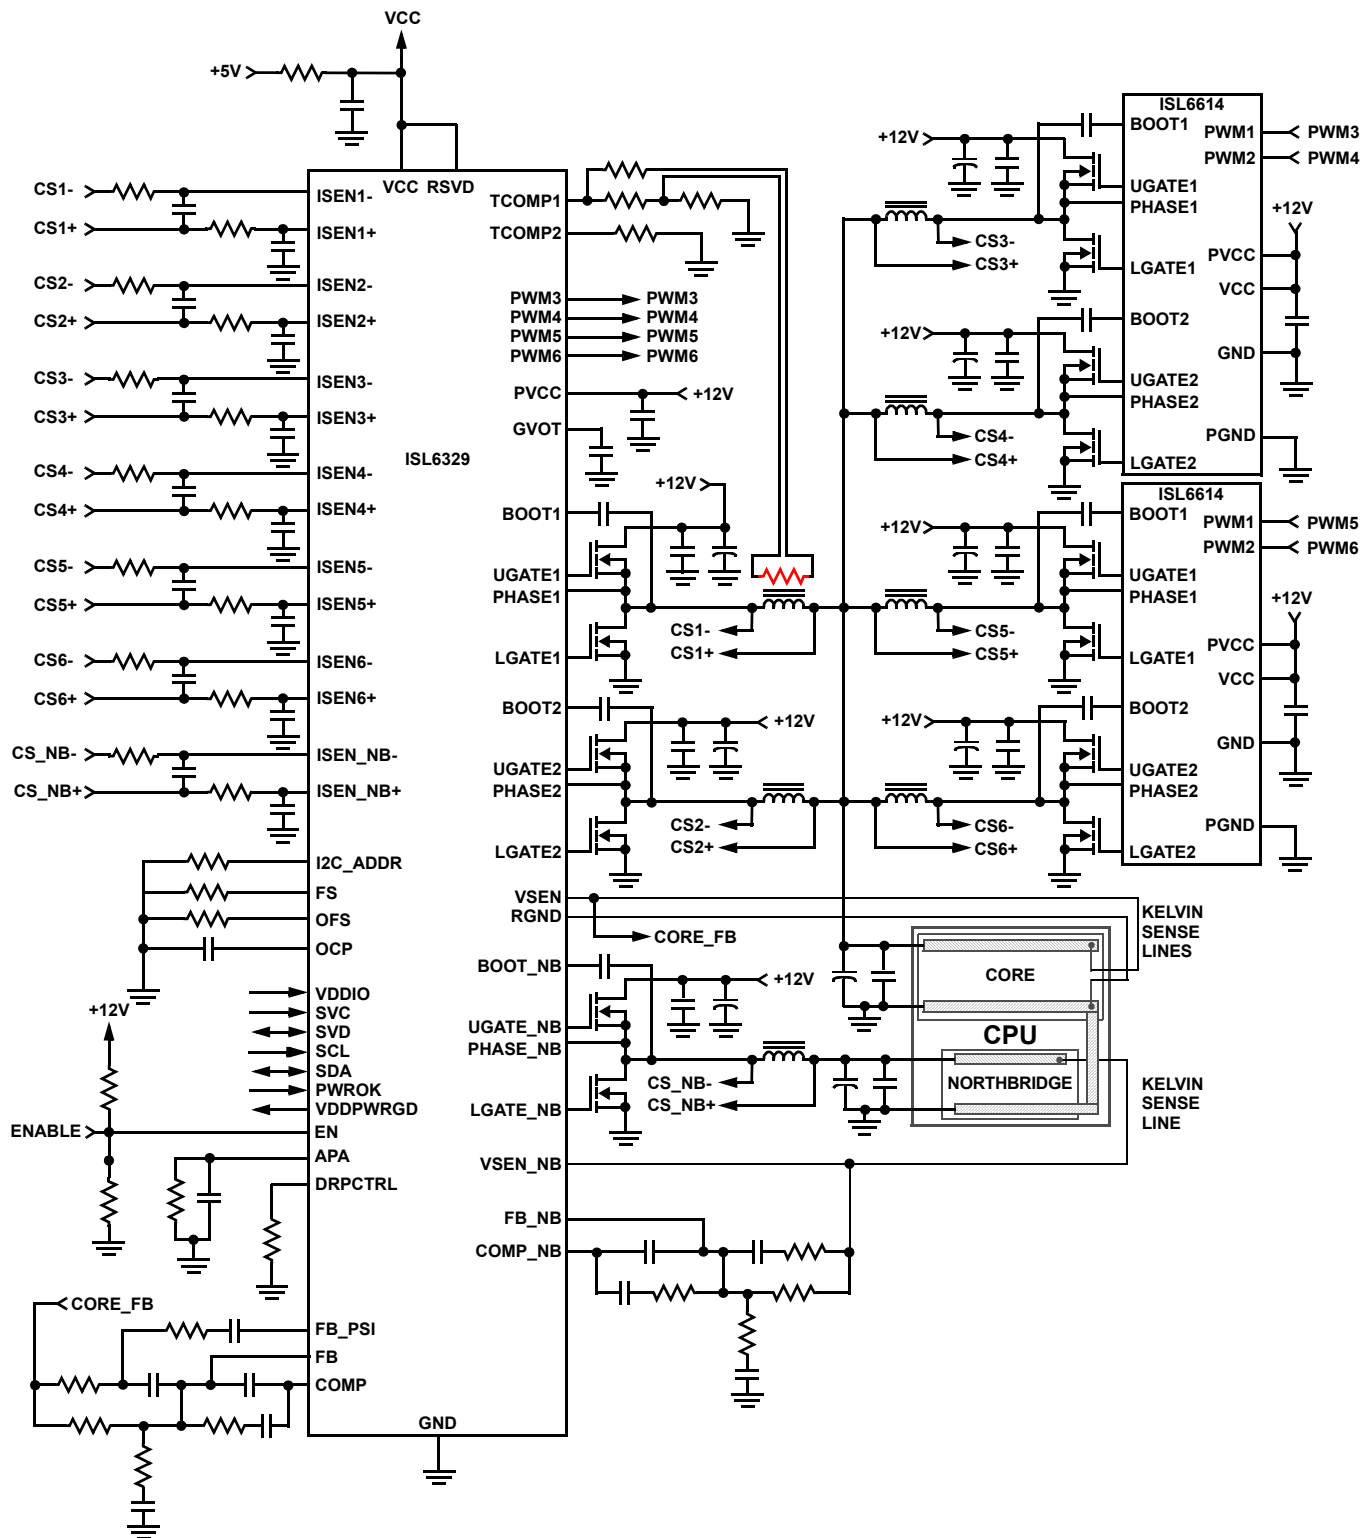 VCC
+5V
VCC RSVD
CS1-
CS1+
CS2-
CS2+
CS3-
CS3+
CS4-
CS4+
CS5-
CS5+
CS6-
CS6+
CS_NB-
CS_NB+
ISEN1-
ISEN1+
ISEN2-
ISEN2+
ISEN3-
ISEN3+
ISEN4-
ISEN4+
ISEN5-
ISEN5+
ISEN6-
ISEN6+
ISEN_NB-
ISEN_NB+
I2C_ADDR
FS
OFS
OCP
VDDIO
SVC
SVD
SCL
SDA
PWROK
VDDPWRGD
+12V
ENABLE
EN
APA
DRPCTRL
CORE_FB
FB_PSI
FB
COMP
GND
ISL6329
TCOMP1
TCOMP2
PWM3
PWM4
PWM5
PWM6
PWM3
PWM4
PWM5
PWM6
PVCC
+12V
GVOT
+12V
BOOT1
UGATE1
PHASE1
LGATE1
CS1-
CS1+
BOOT2
+12V
UGATE2
PHASE2
LGATE2
CS2-
CS2+
VSEN
RGND
CORE_FB
BOOT_NB
+12V
UGATE_NB
PHASE_NB
LGATE_NB
CS_NB-
CS_NB+
VSEN_NB
FB_NB
COMP_NB
ISL6614
+12V
BOOT1
PWM1
PWM3
PWM2
PWM4
UGATE1
PHASE1
+12V
CS3-
CS3+
LGATE1
PVCC
VCC
+12V
BOOT2
GND
UGATE2
PHASE2
CS4-
CS4+
PGND
LGATE2
ISL6614
+12V
BOOT1
PWM1
PWM5
PWM2
PWM6
UGATE1
PHASE1
+12V
CS5-
CS5+
LGATE1
PVCC
VCC
+12V
BOOT2
GND
UGATE2
PHASE2
CS6-
CS6+
PGND
LGATE2
KELVIN
SENSE
LINES
CORE
CPU
NORTHBRIDGE
KELVIN
SENSE
LINE